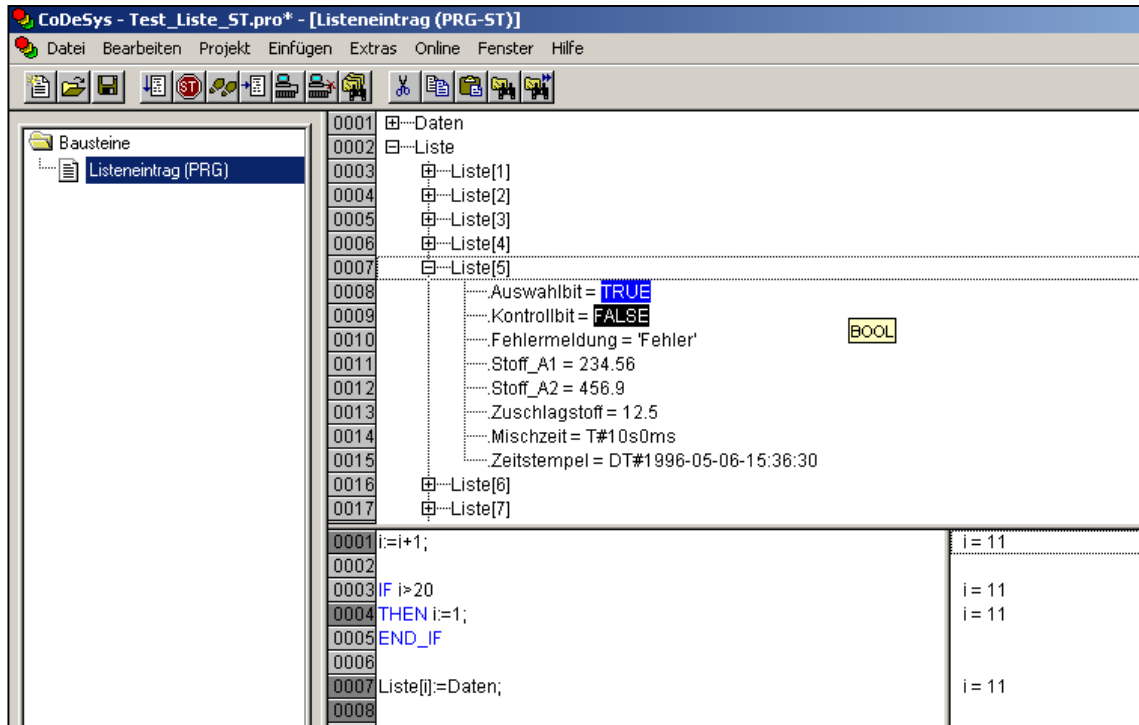 CoDeSys - Test_Liste_ST.pro* - [Listeneintrag (PRG-ST)]
Datei Bearbeiten Projekt Einfügen Extras Online Fenster Hilfe
ST
Bausteine
Listeneintrag (PRG)
0001 Daten
0002 Liste
0003 Liste[1]
0004 Liste[2]
0005 Liste[3]
0006 Liste[4]
0007 Liste[5]
0008 .Auswahlbit = TRUE
0009 .Kontrollbit = FALSE
0010 .Fehlermeldung = 'Fehler'
BOOL
0011 .Stoff_A1 = 234.56
0012 .Stoff_A2 = 456.9
0013 .Zuschlagstoff = 12.5
0014 .Mischzeit = T#10s0ms
0015 .Zeitstempel = DT#1996-05-06-15:36:30
0016 Liste[6]
0017 Liste[7]
0001 i:=i+1; i = 11
0002
0003 IF i>20 i = 11
0004 THEN i:=1; i = 11
0005 END_IF
0006
0007 Liste[i]:=Daten; i = 11
0008